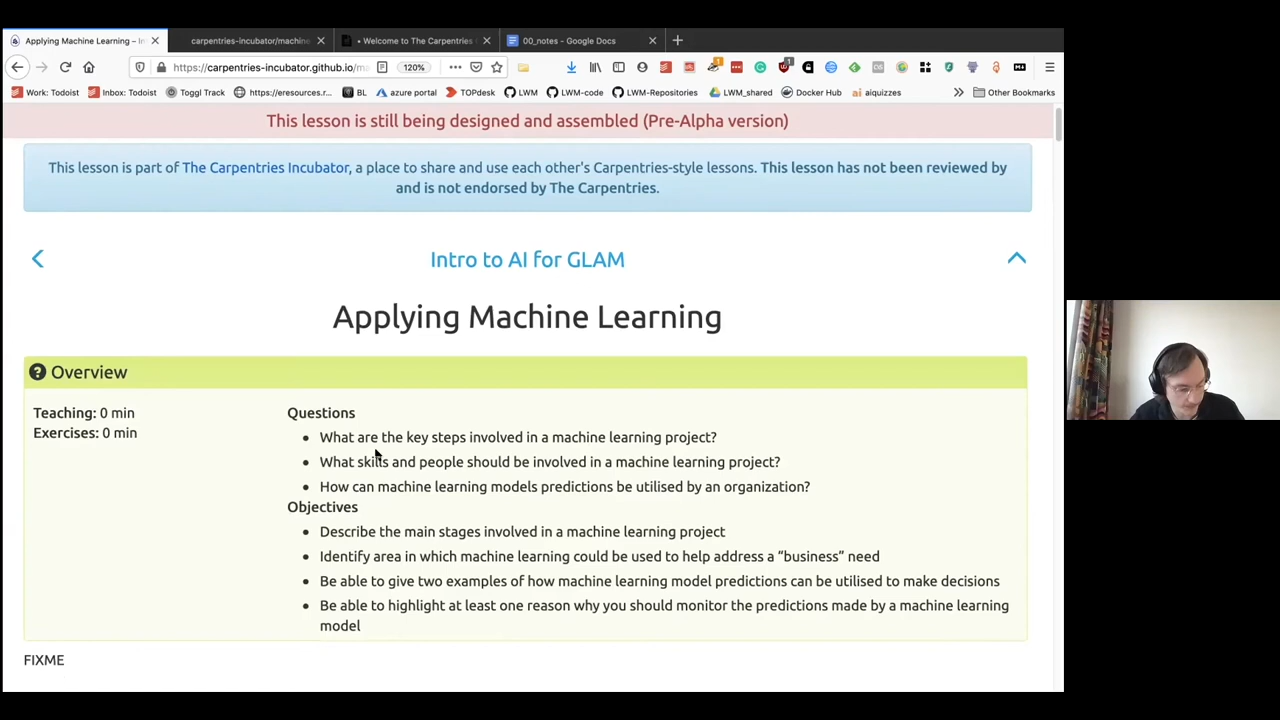 Applying Machine Learning – In
carpentries-incubator/machine
• Welcome to The Carpentries
00_notes - Google Docs
https://carpentries-incubator.github.io/ma
120%
Work: Todoist
Inbox: Todoist
Toggl Track
https://eresources.r...
BL
azure portal
TOPdesk
LWM
LWM-code
LWM-Repositories
LWM_shared
Docker Hub
aiquizzes
Other Bookmarks
This lesson is still being designed and assembled (Pre-Alpha version)
This lesson is part of The Carpentries Incubator, a place to share and use each other's Carpentries-style lessons. This lesson has not been reviewed by
and is not endorsed by The Carpentries.
Intro to AI for GLAM
Applying Machine Learning
Overview
Teaching: 0 min
Exercises: 0 min
Questions
What are the key steps involved in a machine learning project?
What skills and people should be involved in a machine learning project?
How can machine learning models predictions be utilised by an organization?
Objectives
Describe the main stages involved in a machine learning project
Identify area in which machine learning could be used to help address a “business” need
Be able to give two examples of how machine learning model predictions can be utilised to make decisions
Be able to highlight at least one reason why you should monitor the predictions made by a machine learning
model
FIXME